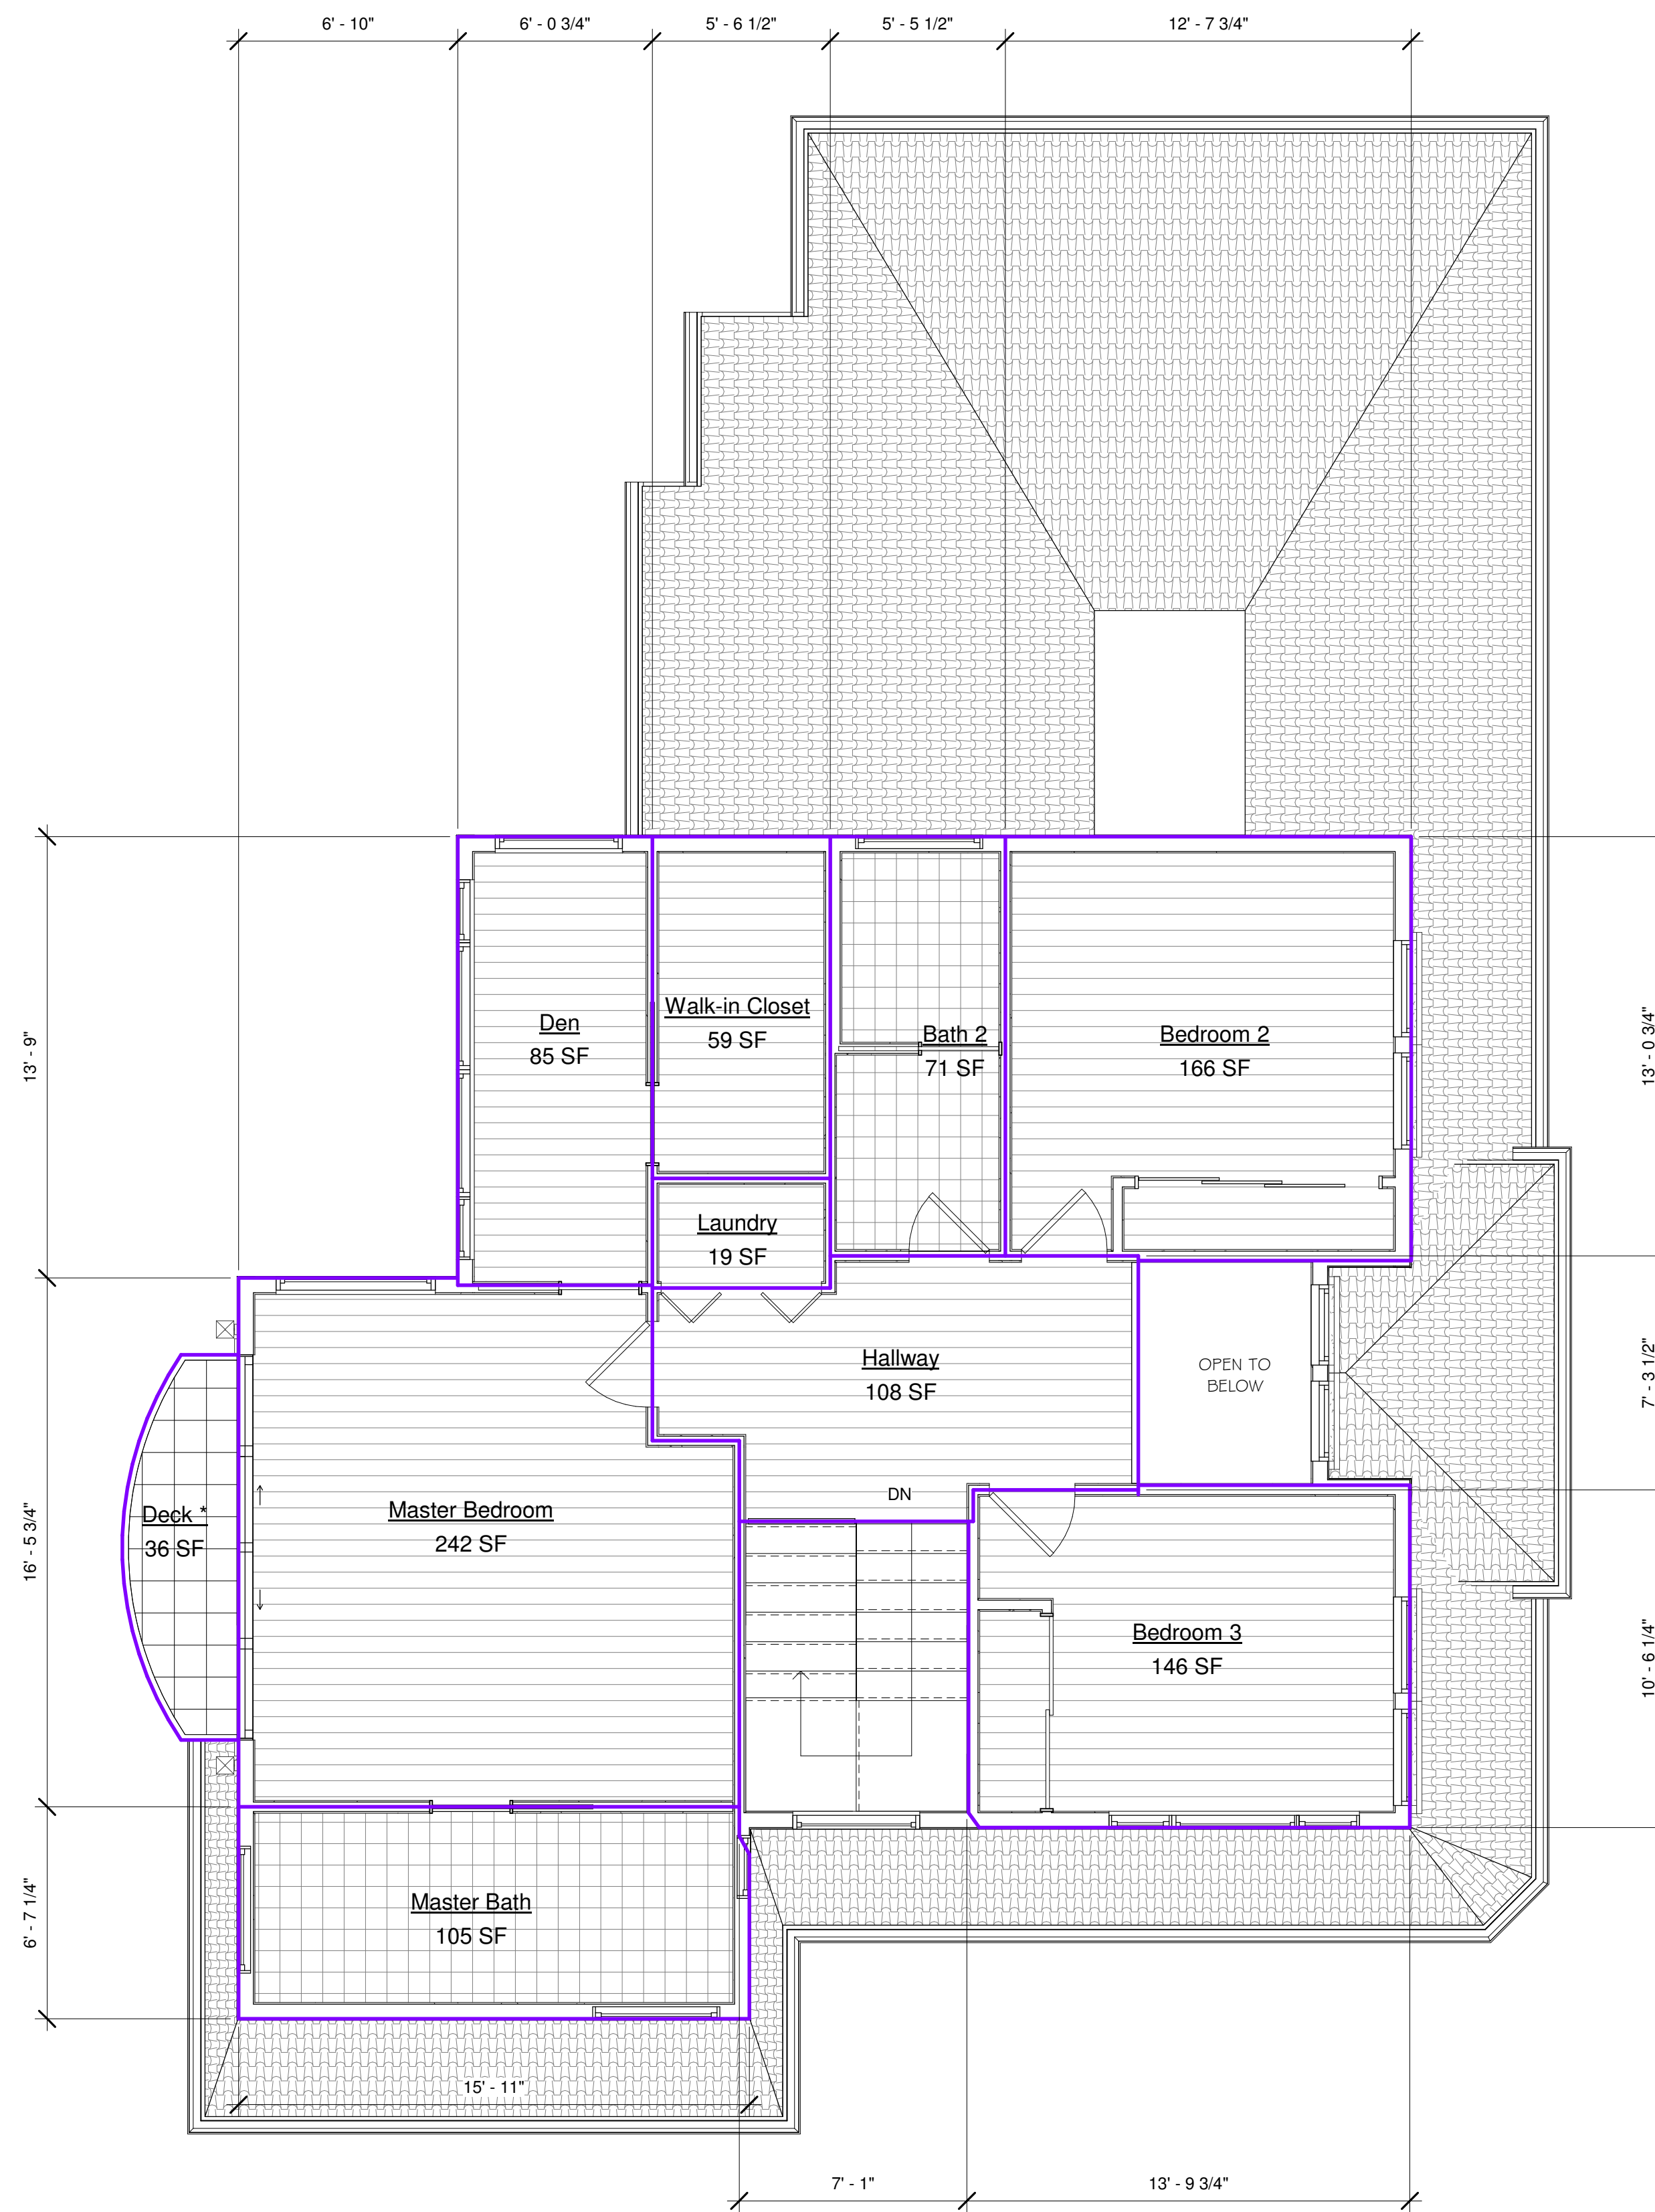 6' - 10"
6' - 0 3/4"
5' - 6 1/2"
5' - 5 1/2"
12' - 7 3/4"
13' - 9"
16' - 5 3/4"
6' - 7 1/4"
Den
85 SF
Walk-in Closet
59 SF
Bath 2
71 SF
Bedroom 2
166 SF
Laundry
19 SF
Hallway
108 SF
OPEN TO
BELOW
Deck *
36 SF
Master Bedroom
242 SF
DN
Bedroom 3
146 SF
Master Bath
105 SF
13' - 0 3/4"
7' - 3 1/2"
10' - 6 1/4"
15' - 11"
7' - 1"
13' - 9 3/4"